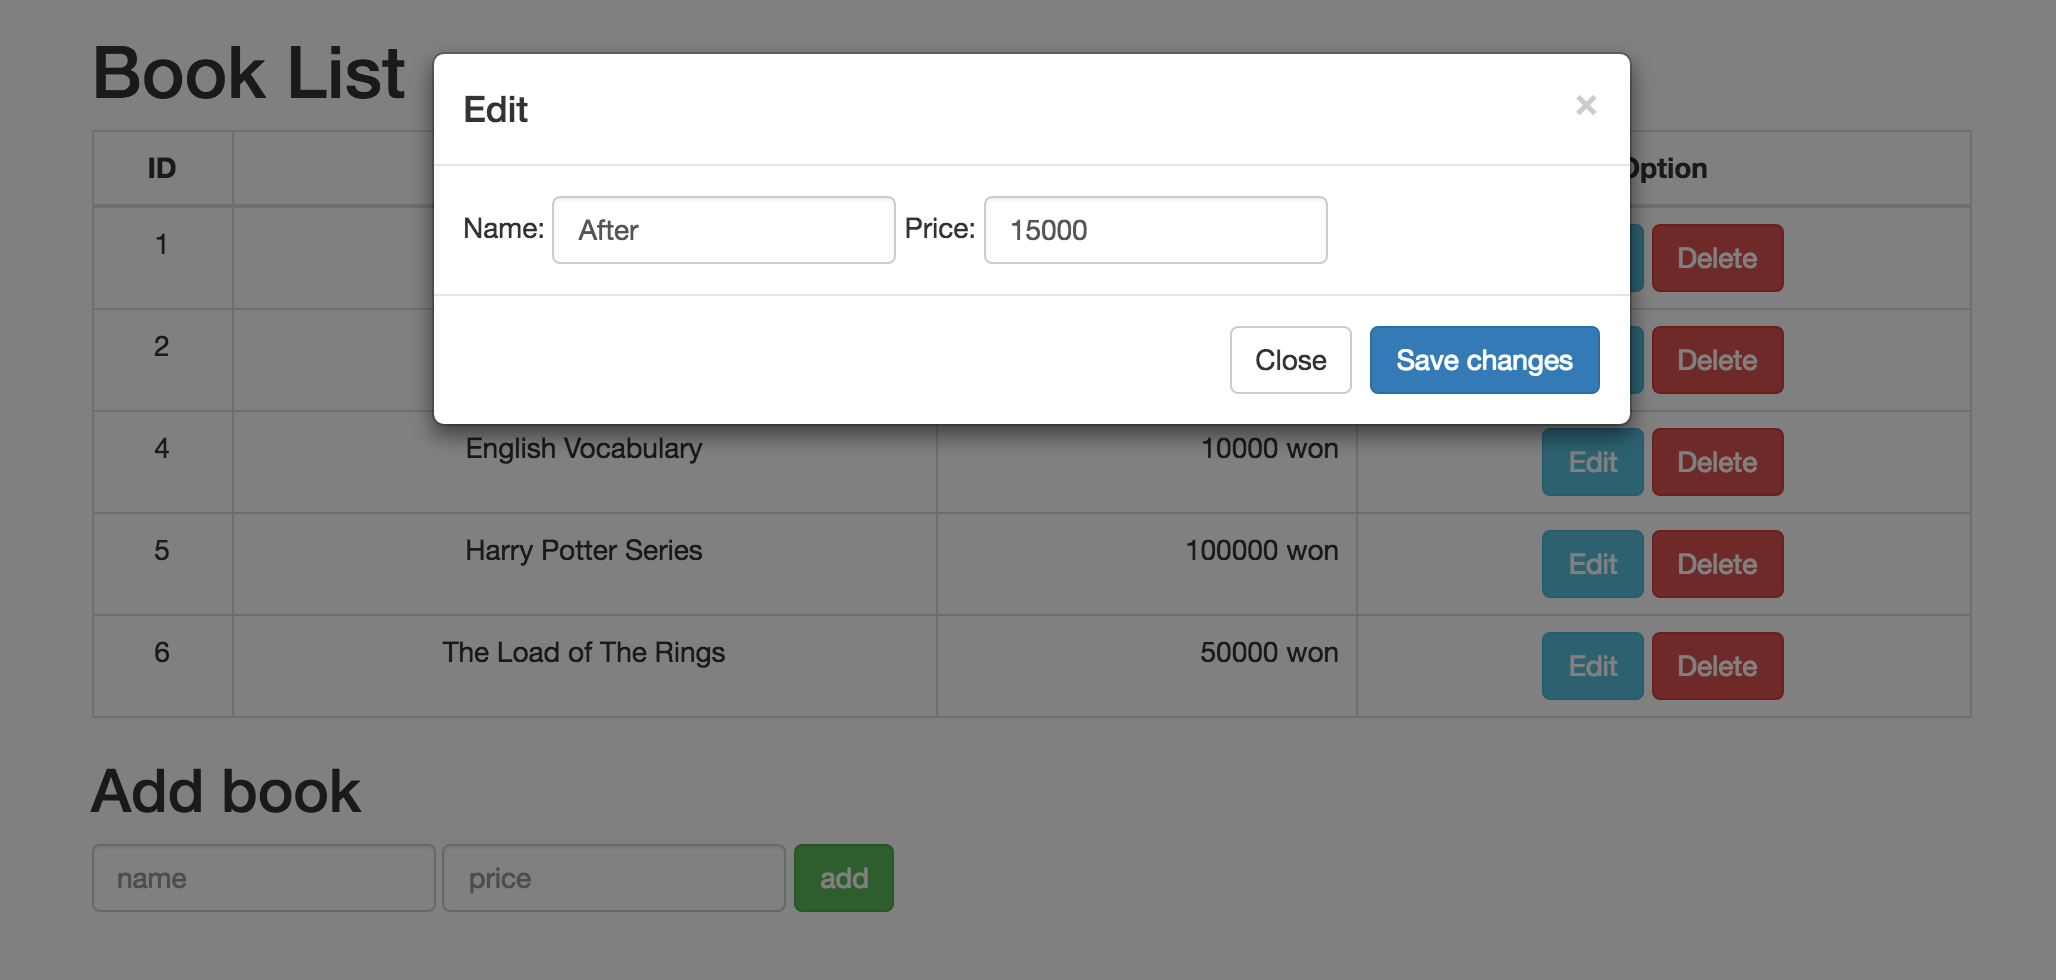 Book List
Edit
×
Name: After Price: 15000
Close Save changes
ID Option
1 Delete
2 Delete
4 English Vocabulary 10000 won Edit Delete
5 Harry Potter Series 100000 won Edit Delete
6 The Load of The Rings 50000 won Edit Delete
Add book
name price add